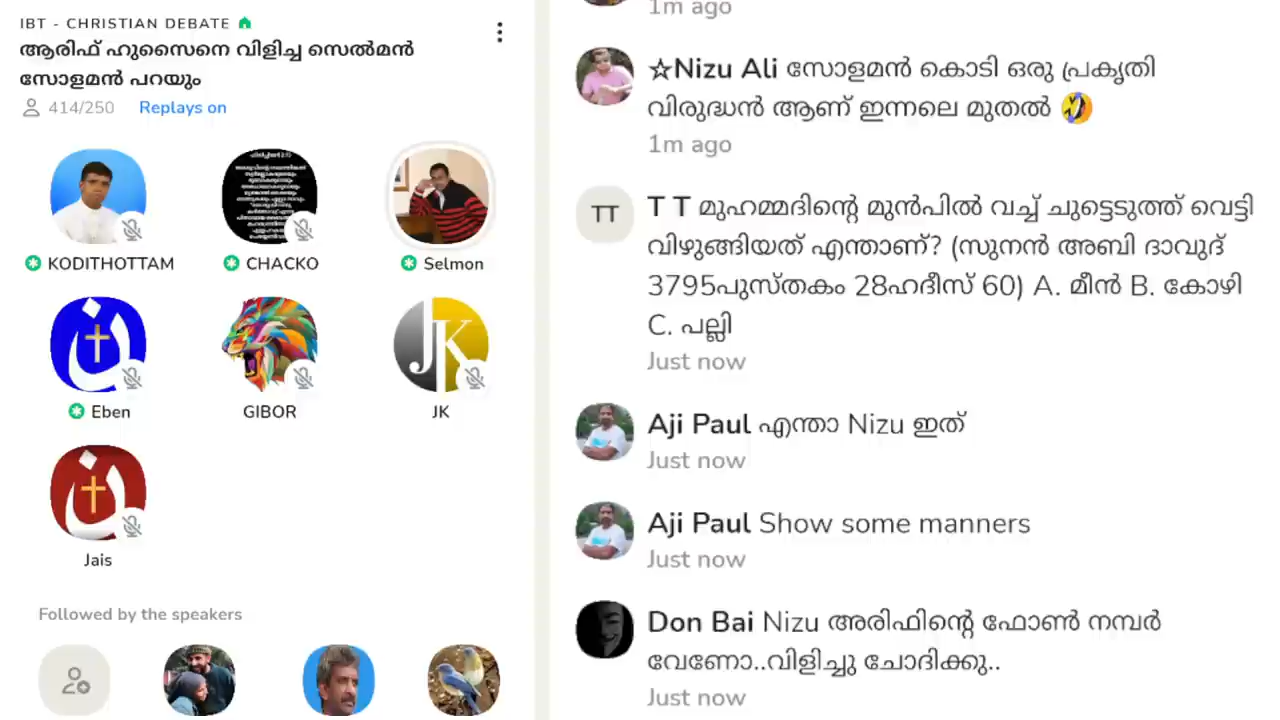 IBT - CHRISTIAN DEBATE
ആരിഫ് ഹുസൈനെ വിളിച്ച സെൽമൻ
സോളമൻ പറയും
414/250 Replays on
KODITHOTTAM
CHACKO
Selmon
Eben
GIBOR
JK
JK
Jais
Followed by the speakers
1m ago
☆Nizu Ali സോളമൻ കൊടി ഒരു പ്രകൃതി
വിരുദ്ധൻ ആണ് ഇന്നലെ മുതൽ 🤣
1m ago
TT
T T മുഹമ്മദിന്റെ മുൻപിൽ വച്ച് ചുട്ടെടുത്ത് വെട്ടി
വിഴുങ്ങിയത് എന്താണ്? (സുനൻ അബി ദാവുദ്
3795പുസ്തകം 28ഹദീസ് 60) A. മീൻ B. കോഴി
C. പല്ലി
Just now
Aji Paul എന്താ Nizu ഇത്
Just now
Aji Paul Show some manners
Just now
Don Bai Nizu അരിഫിന്റെ ഫോൺ നമ്പർ
വേണോ..വിളിച്ചു ചോദിക്കു..
Just now